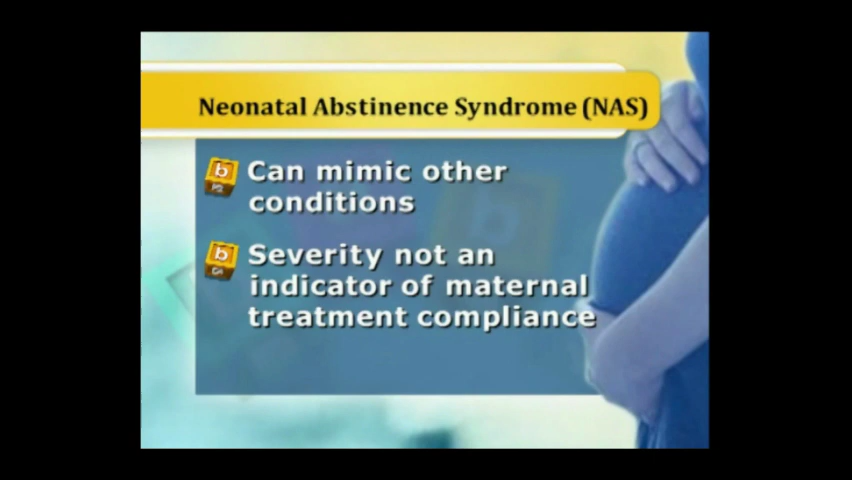 Neonatal Abstinence Syndrome (NAS)
b
Can mimic other
conditions
b
Severity not an
indicator of maternal
treatment compliance